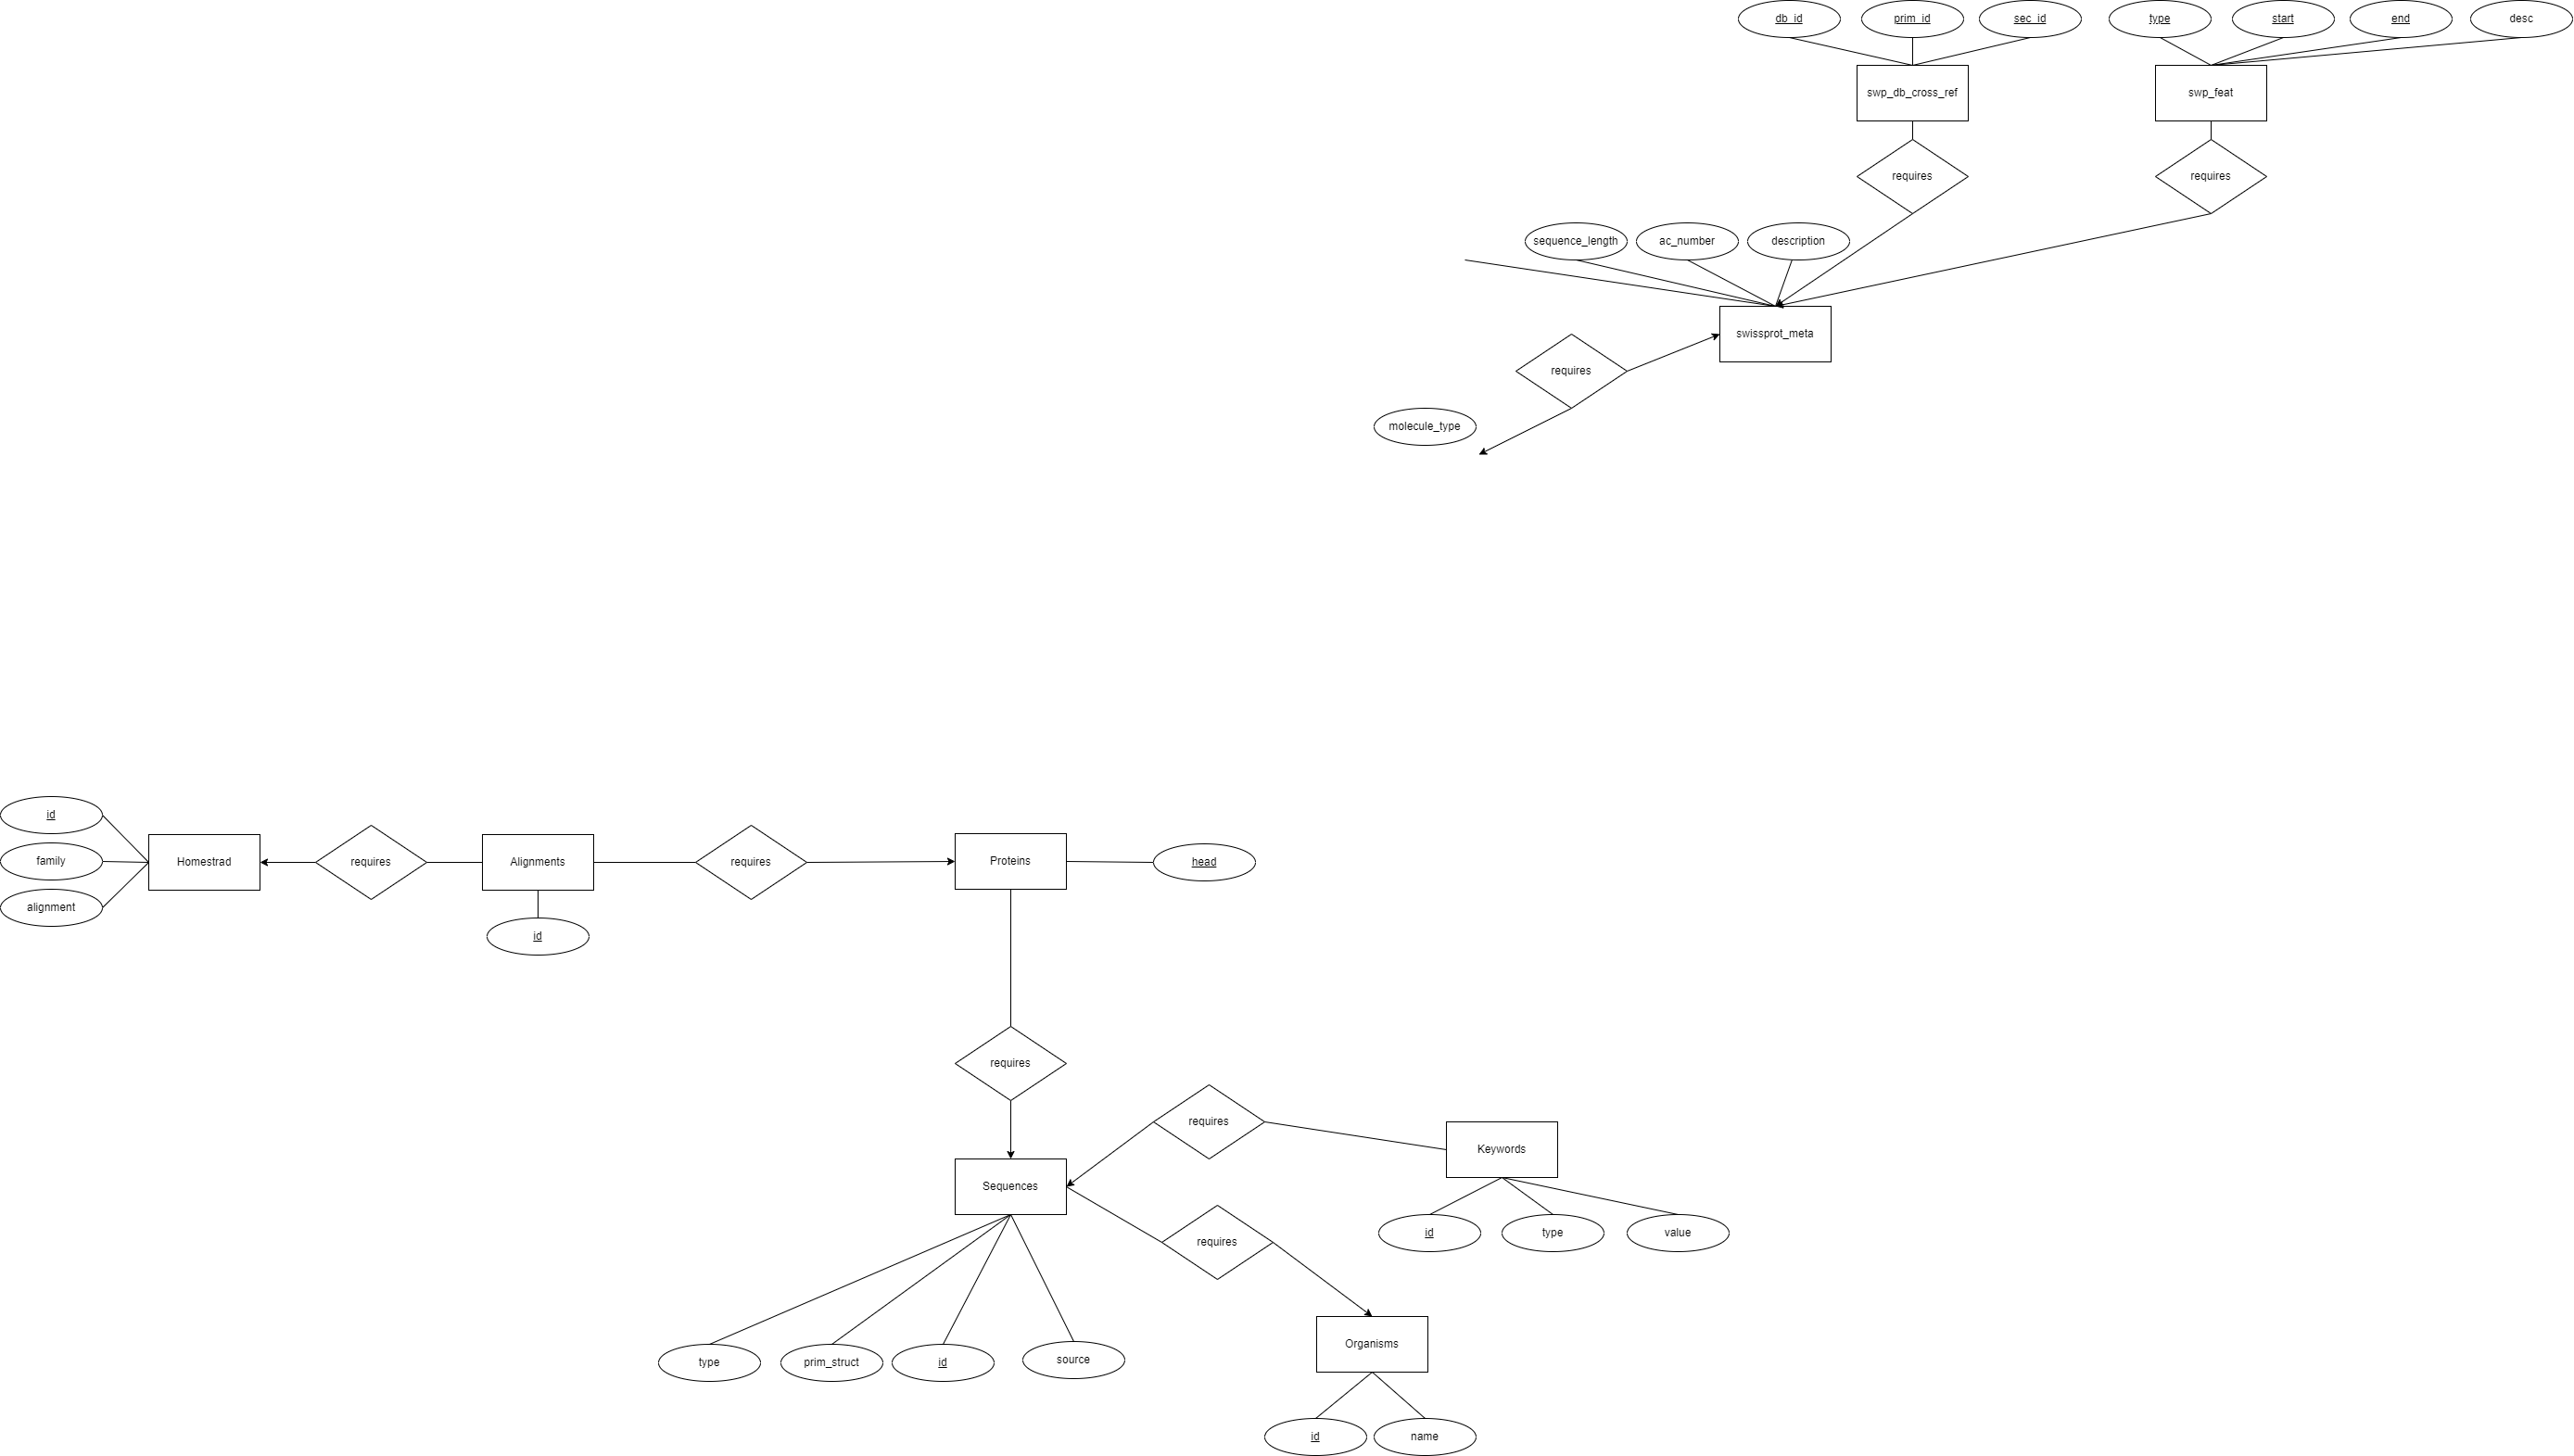 db_id
prim_id
sec_id
type
start
end
desc
swp_db_cross_ref
swp_feat
requires
requires
sequence_length
ac_number
description
swissprot_meta
requires
molecule_type
id
family
alignment
Homestrad
requires
Alignments
id
requires
Proteins
head
requires
requires
Keywords
Sequences
requires
id
type
value
type
prim_struct
id
source
Organisms
id
name